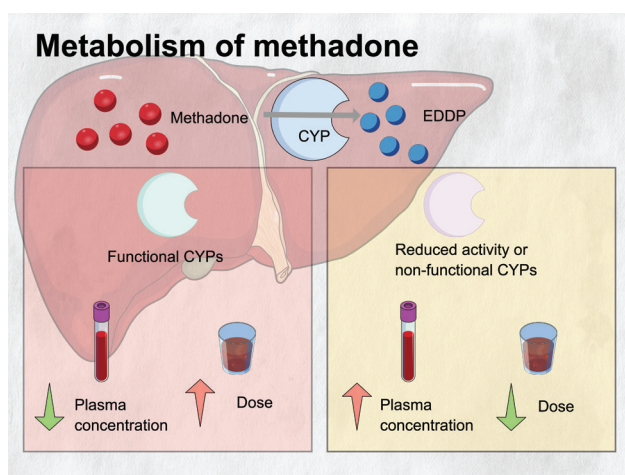 Metabolism of methadone
Methadone
CYP
EDDP
Functional CYPs
Plasma
concentration
Dose
Reduced activity or
non-functional CYPs
Plasma
concentration
Dose